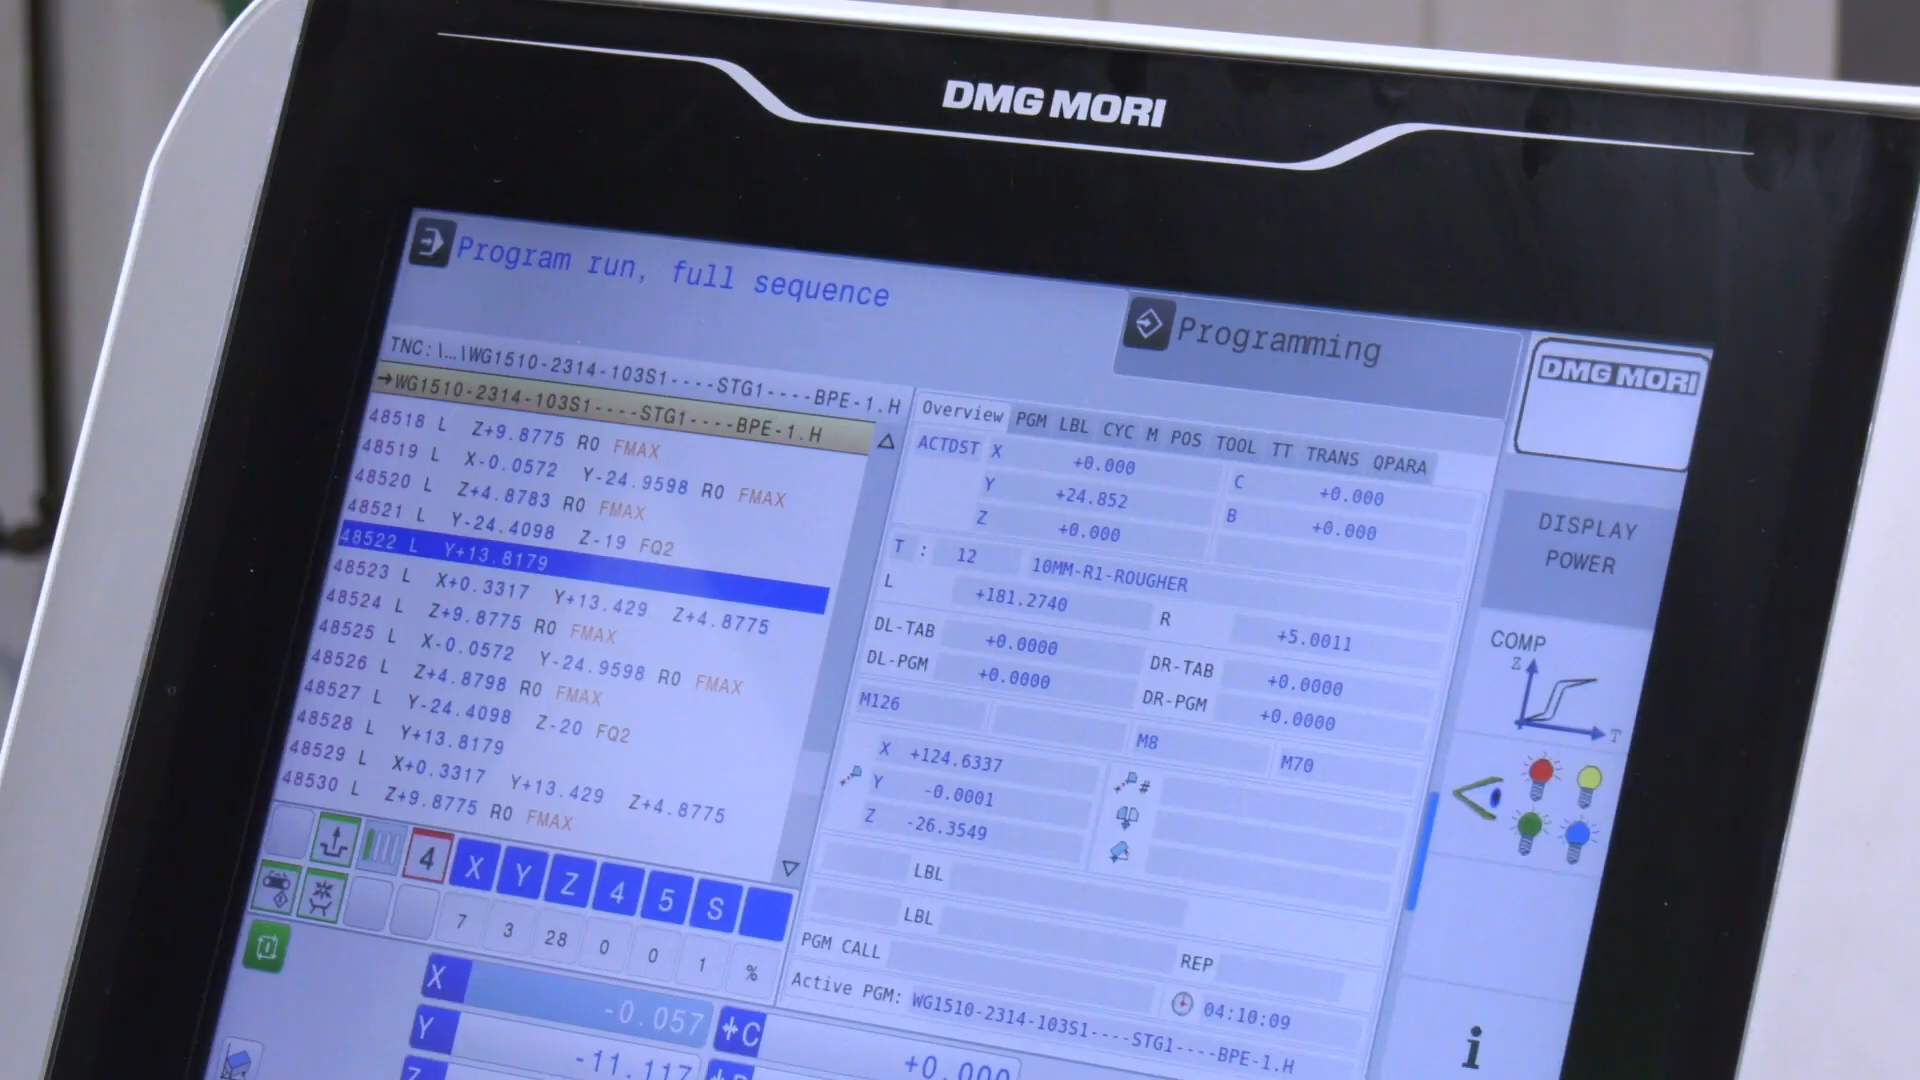 DMG MORI
Program run, full sequence
Programming
DMG MORI
TNC:\...\WG1510-2314-103S1----STG1----BPE-1.H
→WG1510-2314-103S1----STG1----BPE-1.H
48518 L Z+9.8775 R0 FMAX
48519 L X-0.0572 Y-24.9598 R0 FMAX
48520 L Z+4.8783 R0 FMAX
48521 L Y-24.4098 Z-19 FQ2
48522 L Y+13.8179
48523 L X+0.3317 Y+13.429 Z+4.8775
48524 L Z+9.8775 R0 FMAX
48525 L X-0.0572 Y-24.9598 R0 FMAX
48526 L Z+4.8798 R0 FMAX
48527 L Y-24.4098 Z-20 FQ2
48528 L Y+13.8179
48529 L X+0.3317 Y+13.429 Z+4.8775
48530 L Z+9.8775 R0 FMAX
4 X Y Z 4 5 S
7 3 28 0 0 1 %
X -0.057
Y -11.117
Z
C +0.000
Overview PGM LBL CYC M POS TOOL TT TRANS QPARA
ACTDST X +0.000 C +0.000
Y +24.852 B +0.000
Z +0.000
T : 12 10MM-R1-ROUGHER
L +181.2740 R +5.0011
DL-TAB +0.0000 DR-TAB +0.0000
DL-PGM +0.0000 DR-PGM +0.0000
M126 M8 M70
X +124.6337 #
Y -0.0001
Z -26.3549
LBL
LBL
PGM CALL REP
04:10:09
Active PGM: WG1510-2314-103S1----STG1----BPE-1.H
DISPLAY
POWER
COMP
Z
T
i